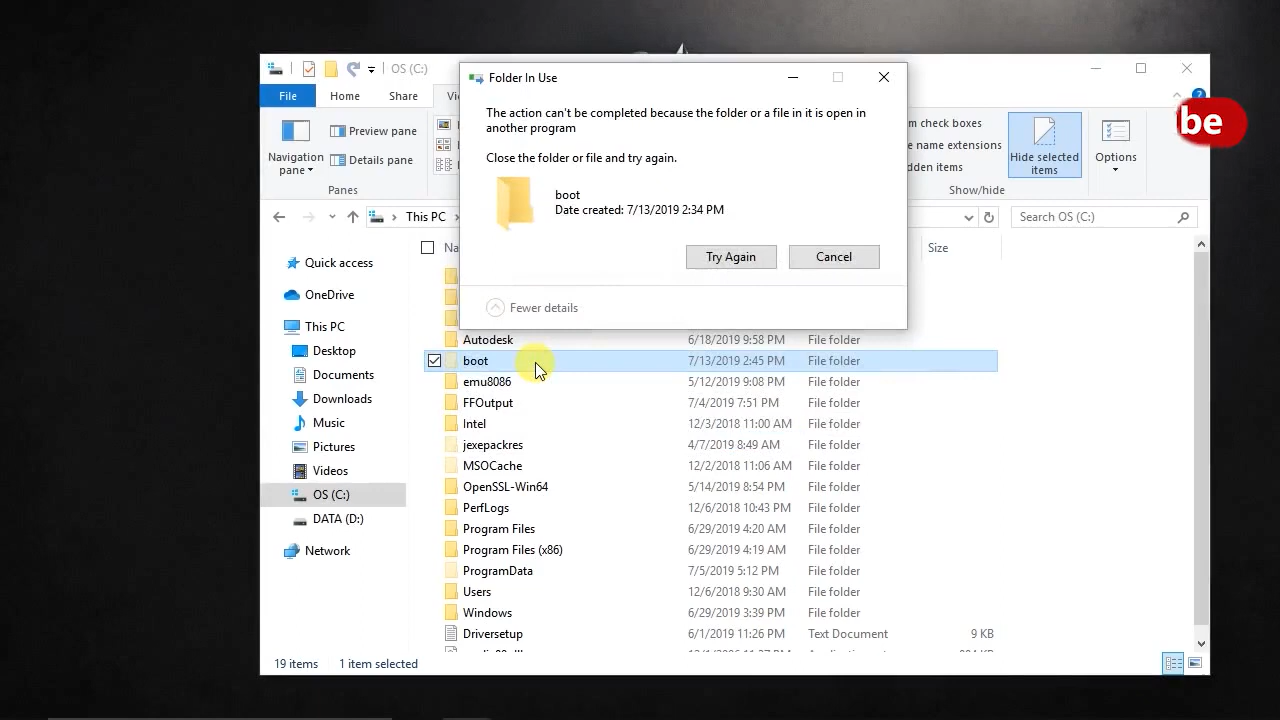 OS (C:)
Folder In Use
The action can't be completed because the folder or a file in it is open in
another program
Close the folder or file and try again.
boot
Date created: 7/13/2019 2:34 PM
Try Again
Cancel
Fewer details
be
File
Home
Share
Preview pane
Details pane
Navigation
pane
Panes
m check boxes
e name extensions
dden items
Hide selected
items
Options
Show/hide
This PC
Search OS (C:)
Size
Quick access
OneDrive
This PC
Desktop
Documents
Downloads
Music
Pictures
Videos
OS (C:)
DATA (D:)
Network
Autodesk 6/18/2019 9:58 PM File folder
boot 7/13/2019 2:45 PM File folder
emu8086 5/12/2019 9:08 PM File folder
FFOutput 7/4/2019 7:51 PM File folder
Intel 12/3/2018 11:00 AM File folder
jexepackres 4/7/2019 8:49 AM File folder
MSOCache 12/2/2018 11:06 AM File folder
OpenSSL-Win64 5/14/2019 8:54 PM File folder
PerfLogs 12/6/2018 10:43 PM File folder
Program Files 6/29/2019 4:20 AM File folder
Program Files (x86) 6/29/2019 4:19 AM File folder
ProgramData 7/5/2019 5:12 PM File folder
Users 12/6/2018 9:30 AM File folder
Windows 6/29/2019 3:39 PM File folder
Driversetup 6/1/2019 11:26 PM Text Document 9 KB
19 items 1 item selected